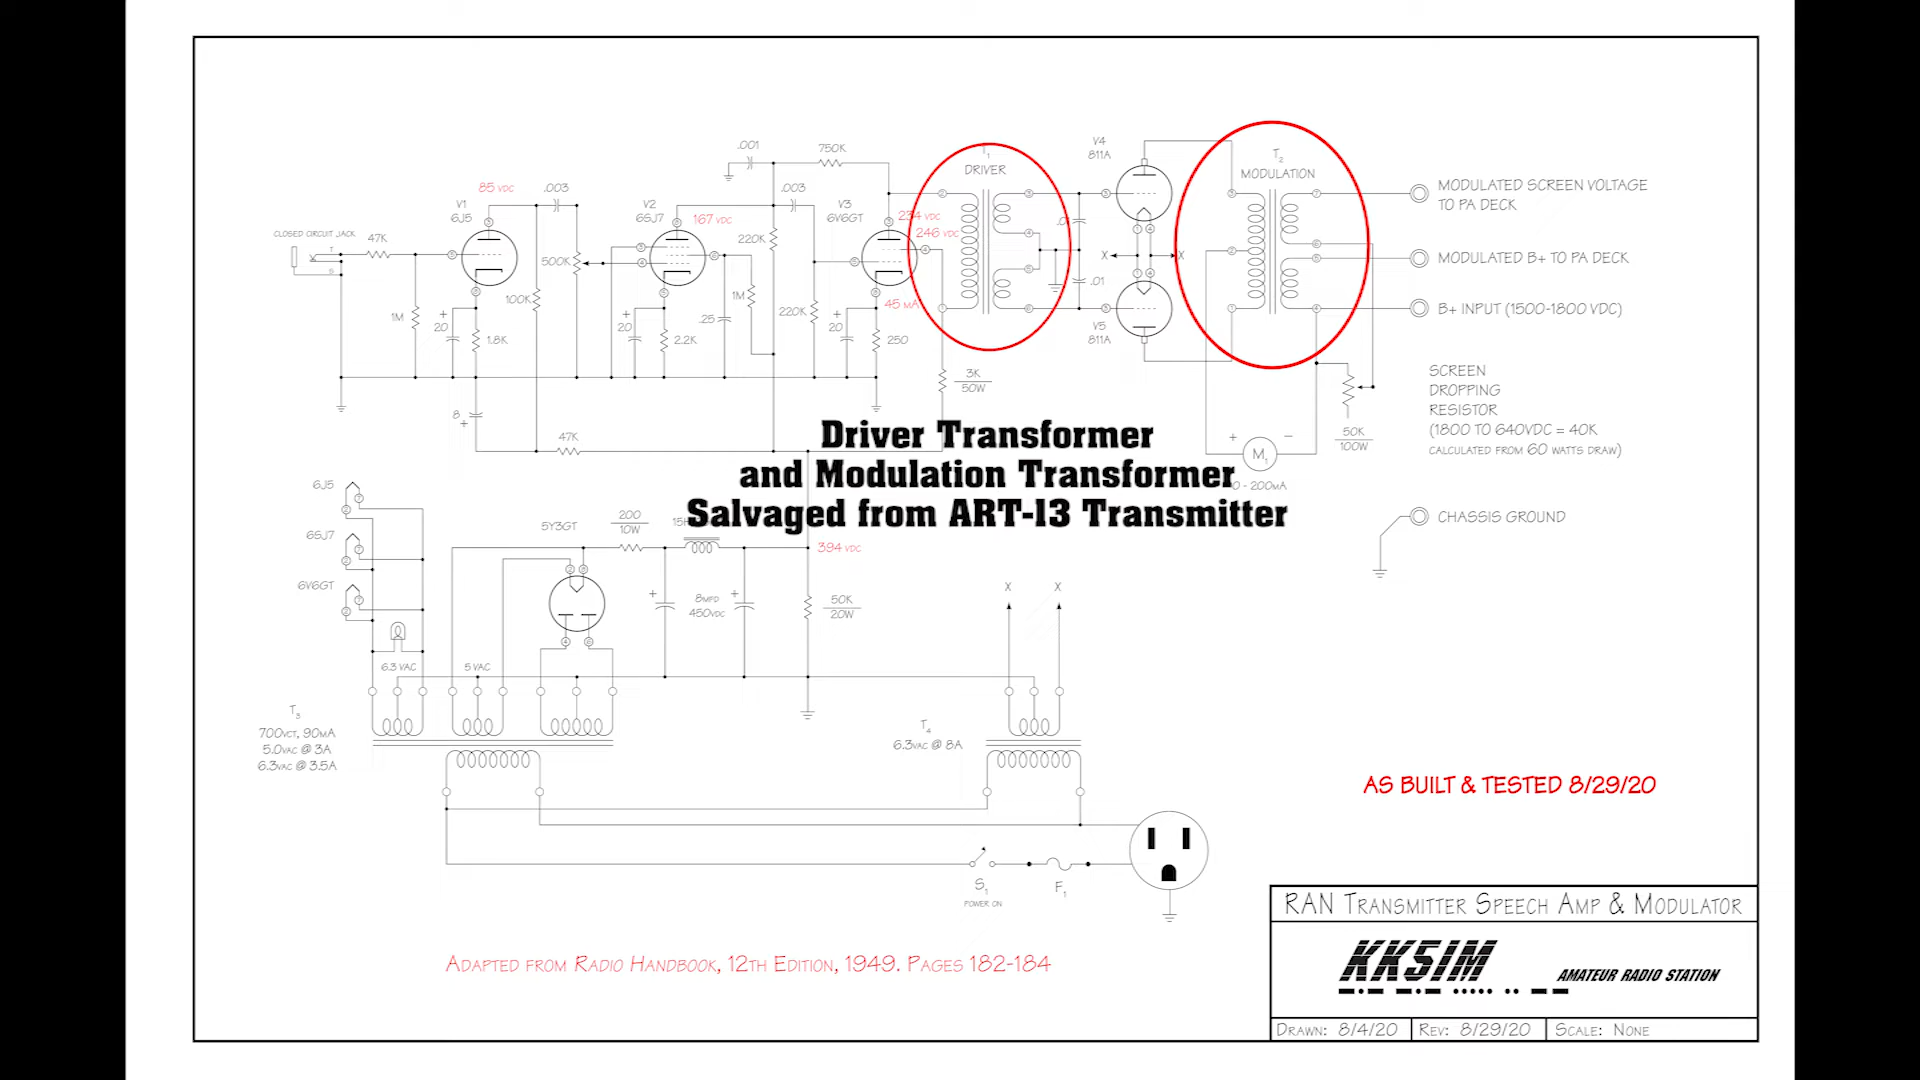 .001
750K
85 VDC
.003
V1
6J5
V2
6SJ7
167 VDC
.003
V3
6V6GT
234 VDC
246 VDC
T1
DRIVER
V4
811A
T2
MODULATION
MODULATED SCREEN VOLTAGE
TO PA DECK
CLOSED CIRCUIT JACK
T
S
47K
500K
220K
X
X
MODULATED B+ TO PA DECK
1M
+
20
1.8K
100K
+
20
2.2K
.25
1M
220K
+
20
250
45 MA
.01
V5
811A
B+ INPUT (1500-1800 VDC)
3K
50W
SCREEN
DROPPING
RESISTOR
(1800 TO 640VDC = 40K
CALCULATED FROM 60 WATTS DRAW)
8
+
47K
+
M1
−
50K
100W
0 - 200MA
Driver Transformer
and Modulation Transformer
Salvaged from ART-13 Transmitter
6J5
6SJ7
6V6GT
5Y3GT
200
10W
394 VDC
CHASSIS GROUND
+
8MFD
450VDC
+
50K
20W
X
X
6.3 VAC
5 VAC
T3
700VCT, 90MA
5.0VAC @ 3A
6.3VAC @ 3.5A
T4
6.3VAC @ 8A
AS BUILT & TESTED 8/29/20
S1
POWER ON
F1
ADAPTED FROM RADIO HANDBOOK, 12TH EDITION, 1949. PAGES 182-184
RAN TRANSMITTER SPEECH AMP & MODULATOR
KK5IM
AMATEUR RADIO STATION
DRAWN: 8/4/20
REV: 8/29/20
SCALE: NONE